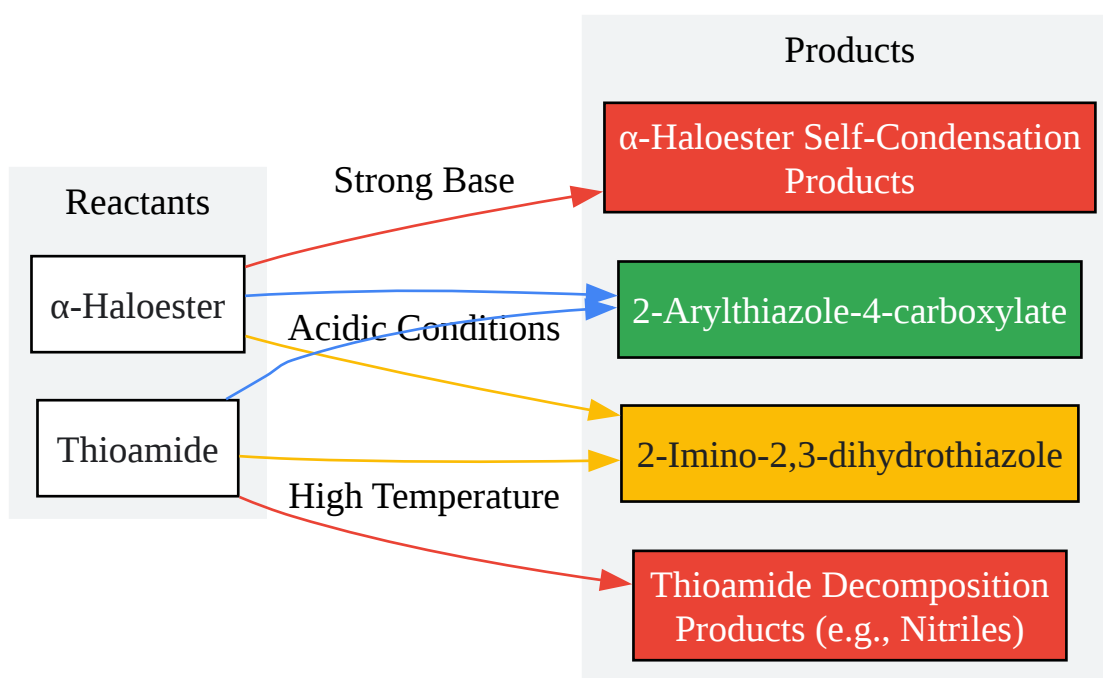 Products
α-Haloester Self-Condensation
Products
Strong Base
Reactants
α-Haloester
2-Arylthiazole-4-carboxylate
Acidic Conditions
Thioamide
2-Imino-2,3-dihydrothiazole
High Temperature
Thioamide Decomposition
Products (e.g., Nitriles)